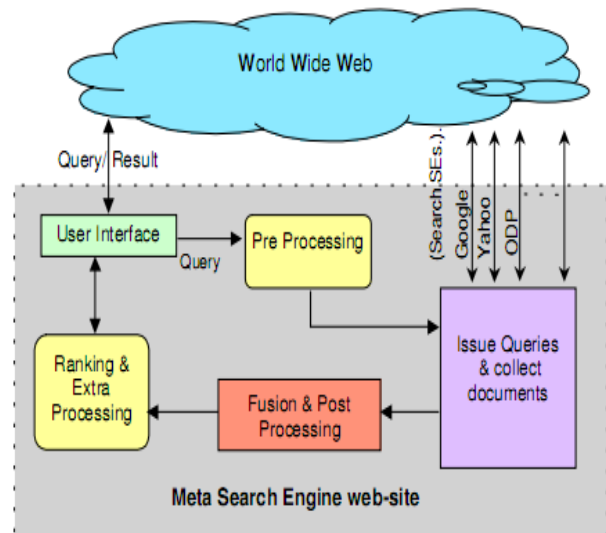 World Wide Web
Query/ Result
(Search.SEs.).
Google
Yahoo
ODP
User Interface
Query
Pre Processing
Issue Queries
& collect
documents
Ranking &
Extra
Processing
Fusion & Post
Processing
Meta Search Engine web-site